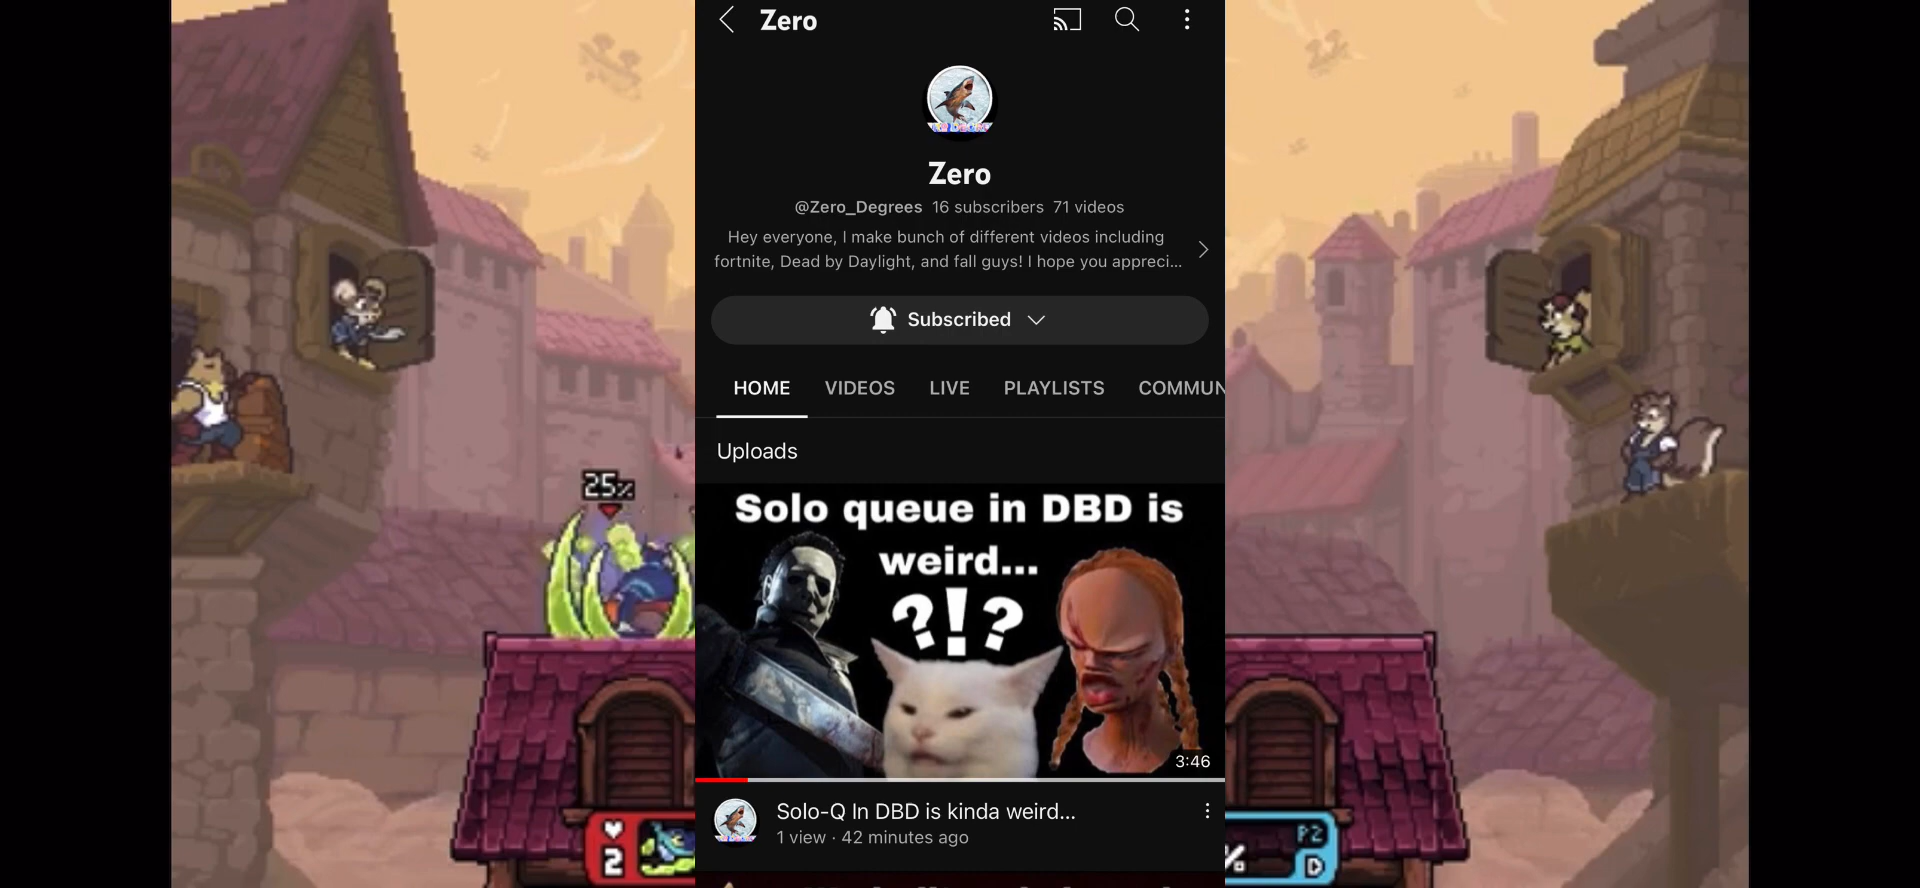 Zero
Zero
@Zero_Degrees 16 subscribers 71 videos
Hey everyone, I make bunch of different videos including
fortnite, Dead by Daylight, and fall guys! I hope you appreci...
Subscribed
HOME VIDEOS LIVE PLAYLISTS COMMUN
Uploads
25%
Solo queue in DBD is
weird...
?!?
3:46
Solo-Q In DBD is kinda weird...
1 view · 42 minutes ago
2
%
P2
D